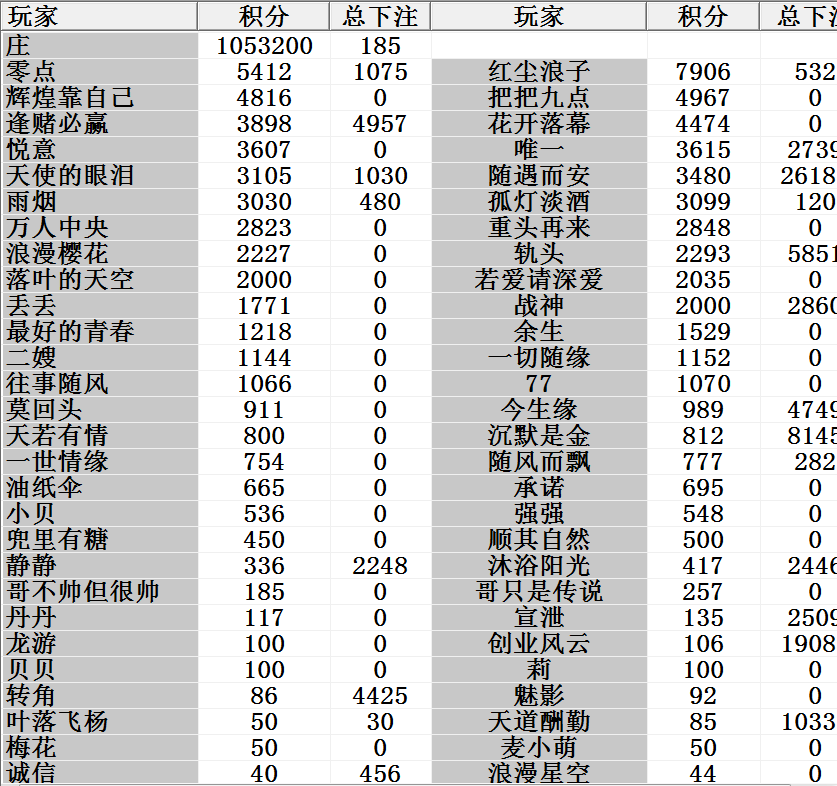 玩家 积分 总下注 玩家 积分 总下
庄 1053200 185
零点 5412 1075 红尘浪子 7906 532
辉煌靠自己 4816 0 把把九点 4967 0
逢赌必赢 3898 4957 花开落幕 4474 0
悦意 3607 0 唯一 3615 2739
天使的眼泪 3105 1030 随遇而安 3480 2618
雨烟 3030 480 孤灯淡酒 3099 120
万人中央 2823 0 重头再来 2848 0
浪漫樱花 2227 0 轨头 2293 5851
落叶的天空 2000 0 若爱请深爱 2035 0
丢丢 1771 0 战神 2000 2860
最好的青春 1218 0 余生 1529 0
二嫂 1144 0 一切随缘 1152 0
往事随风 1066 0 77 1070 0
莫回头 911 0 今生缘 989 4749
天若有情 800 0 沉默是金 812 8145
一世情缘 754 0 随风而飘 777 282
油纸伞 665 0 承诺 695 0
小贝 536 0 强强 548 0
兜里有糖 450 0 顺其自然 500 0
静静 336 2248 沐浴阳光 417 2446
哥不帅但很帅 185 0 哥只是传说 257 0
丹丹 117 0 宣泄 135 2509
龙游 100 0 创业风云 106 1908
贝贝 100 0 莉 100 0
转角 86 4425 魅影 92 0
叶落飞杨 50 30 天道酬勤 85 1033
梅花 50 0 麦小萌 50 0
诚信 40 456 浪漫星空 44 0